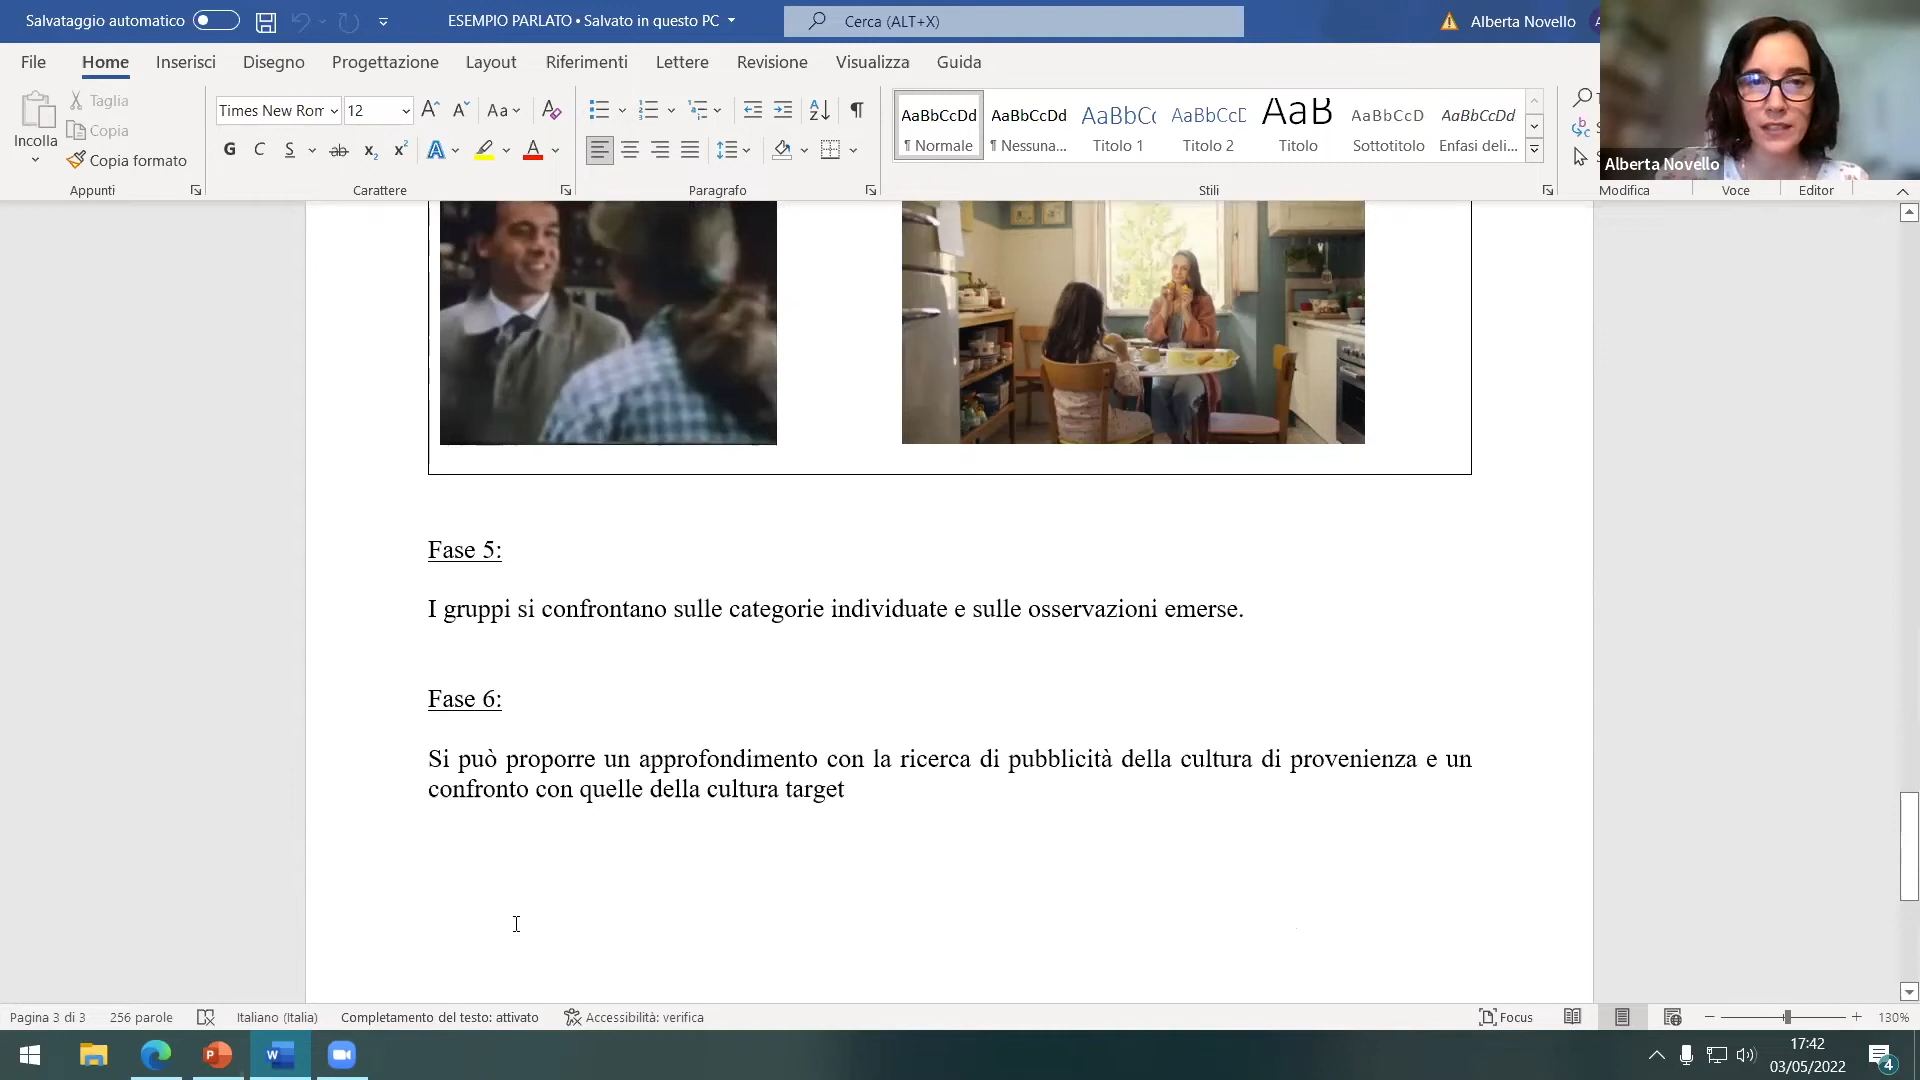 Salvataggio automatico
ESEMPIO PARLATO • Salvato in questo PC
Cerca (ALT+X)
Alberta Novello
File Home Inserisci Disegno Progettazione Layout Riferimenti Lettere Revisione Visualizza Guida
Incolla
Taglia
Copia
Copia formato
Appunti
Times New Rom
12
Aa
G C S ab x₂ x² A A
Carattere
Paragrafo
AaBbCcDd AaBbCcDd AaBbCc AaBbCcD AaB AaBbCcD AaBbCcDd
¶ Normale ¶ Nessuna... Titolo 1 Titolo 2 Titolo Sottotitolo Enfasi deli...
Stili
Modifica
Voce
Editor
Alberta Novello
Fase 5:
I gruppi si confrontano sulle categorie individuate e sulle osservazioni emerse.
Fase 6:
Si può proporre un approfondimento con la ricerca di pubblicità della cultura di provenienza e un
confronto con quelle della cultura target
Pagina 3 di 3 256 parole Italiano (Italia) Completamento del testo: attivato Accessibilità: verifica Focus 130%
17:42
03/05/2022
4